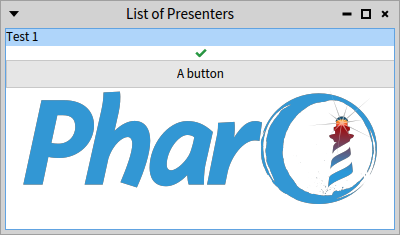 List of Presenters
Test 1
A button
Pharo